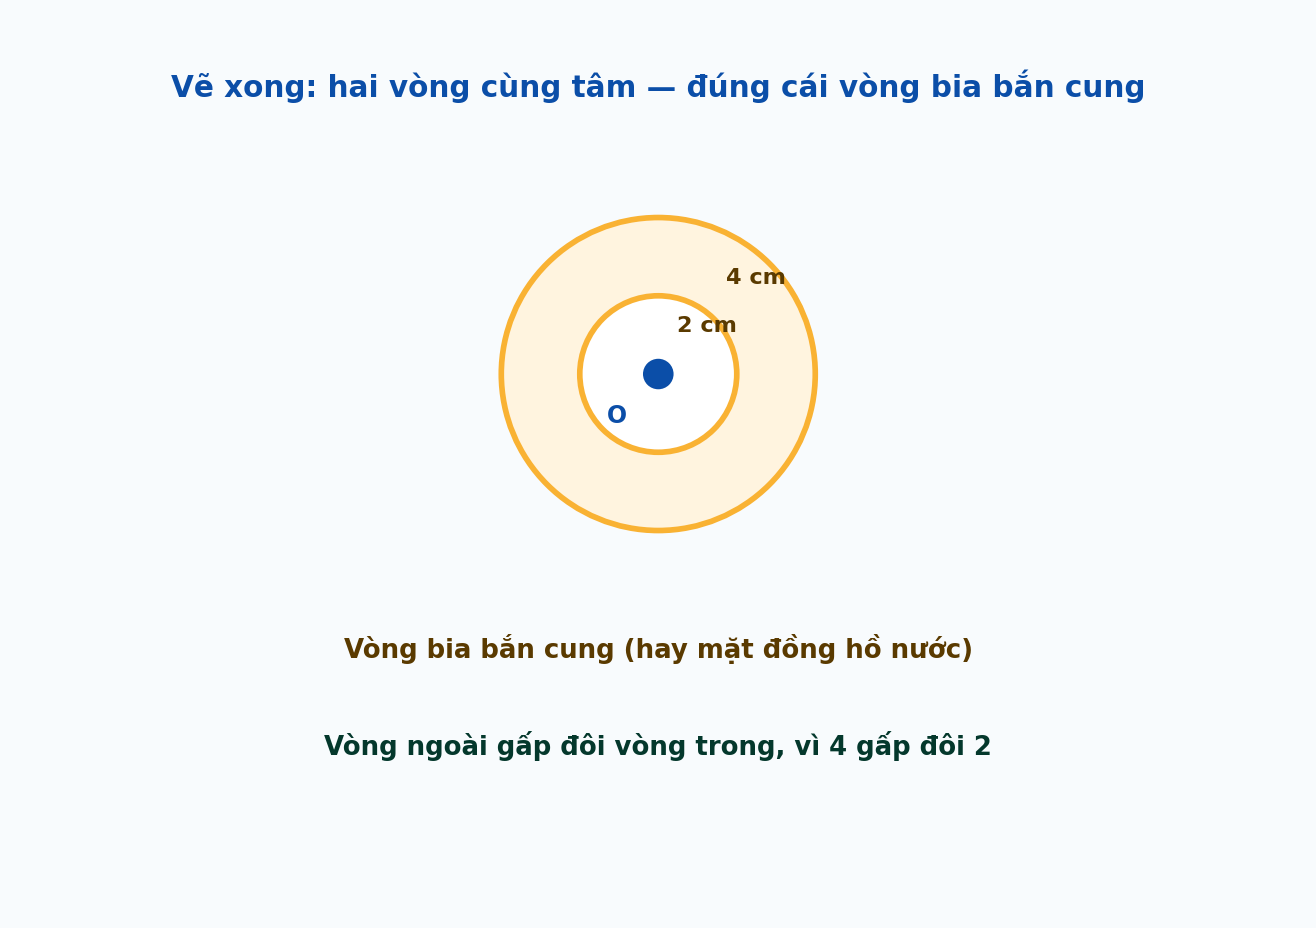 Vẽ xong: hai vòng cùng tâm — đúng cái vòng bia bắn cung
4 cm
2 cm
O
Vòng bia bắn cung (hay mặt đồng hồ nước)
Vòng ngoài gấp đôi vòng trong, vì 4 gấp đôi 2